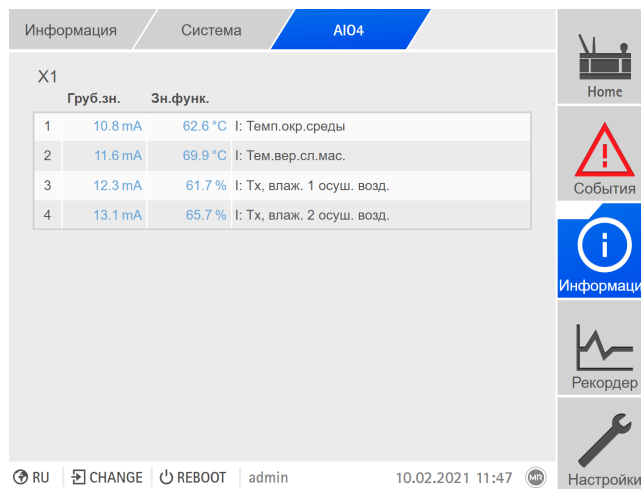 Информация Система AIO4
X1
Груб.зн. Зн.функ.
1 10.8 mA 62.6 °C I: Темп.окр.среды
2 11.6 mA 69.9 °C I: Тем.вер.сл.мас.
3 12.3 mA 61.7 % I: Tx, влаж. 1 осуш. возд.
4 13.1 mA 65.7 % I: Tx, влаж. 2 осуш. возд.
Home
События
Информаци
Рекордер
Настройки
RU CHANGE REBOOT admin 10.02.2021 11:47 MR